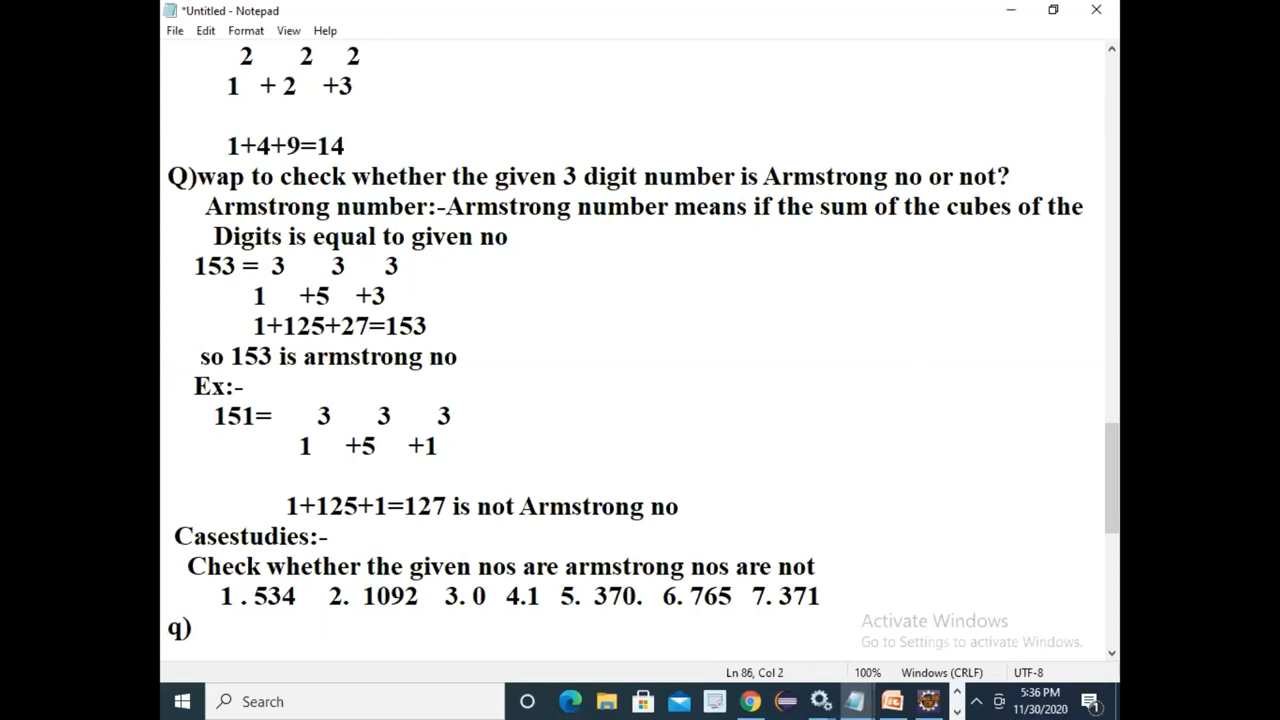 *Untitled - Notepad
File Edit Format View Help
2 2 2
1 + 2 +3
1+4+9=14
Q)wap to check whether the given 3 digit number is Armstrong no or not?
Armstrong number:-Armstrong number means if the sum of the cubes of the
Digits is equal to given no
153 = 3 3 3
1 +5 +3
1+125+27=153
so 153 is armstrong no
Ex:-
151= 3 3 3
1 +5 +1
1+125+1=127 is not Armstrong no
Casestudies:-
Check whether the given nos are armstrong nos are not
1 . 534 2. 1092 3. 0 4.1 5. 370. 6. 765 7. 371
q)
Activate Windows
Go to Settings to activate Windows.
Ln 86, Col 2 100% Windows (CRLF) UTF-8
Search
5:36 PM
11/30/2020
1